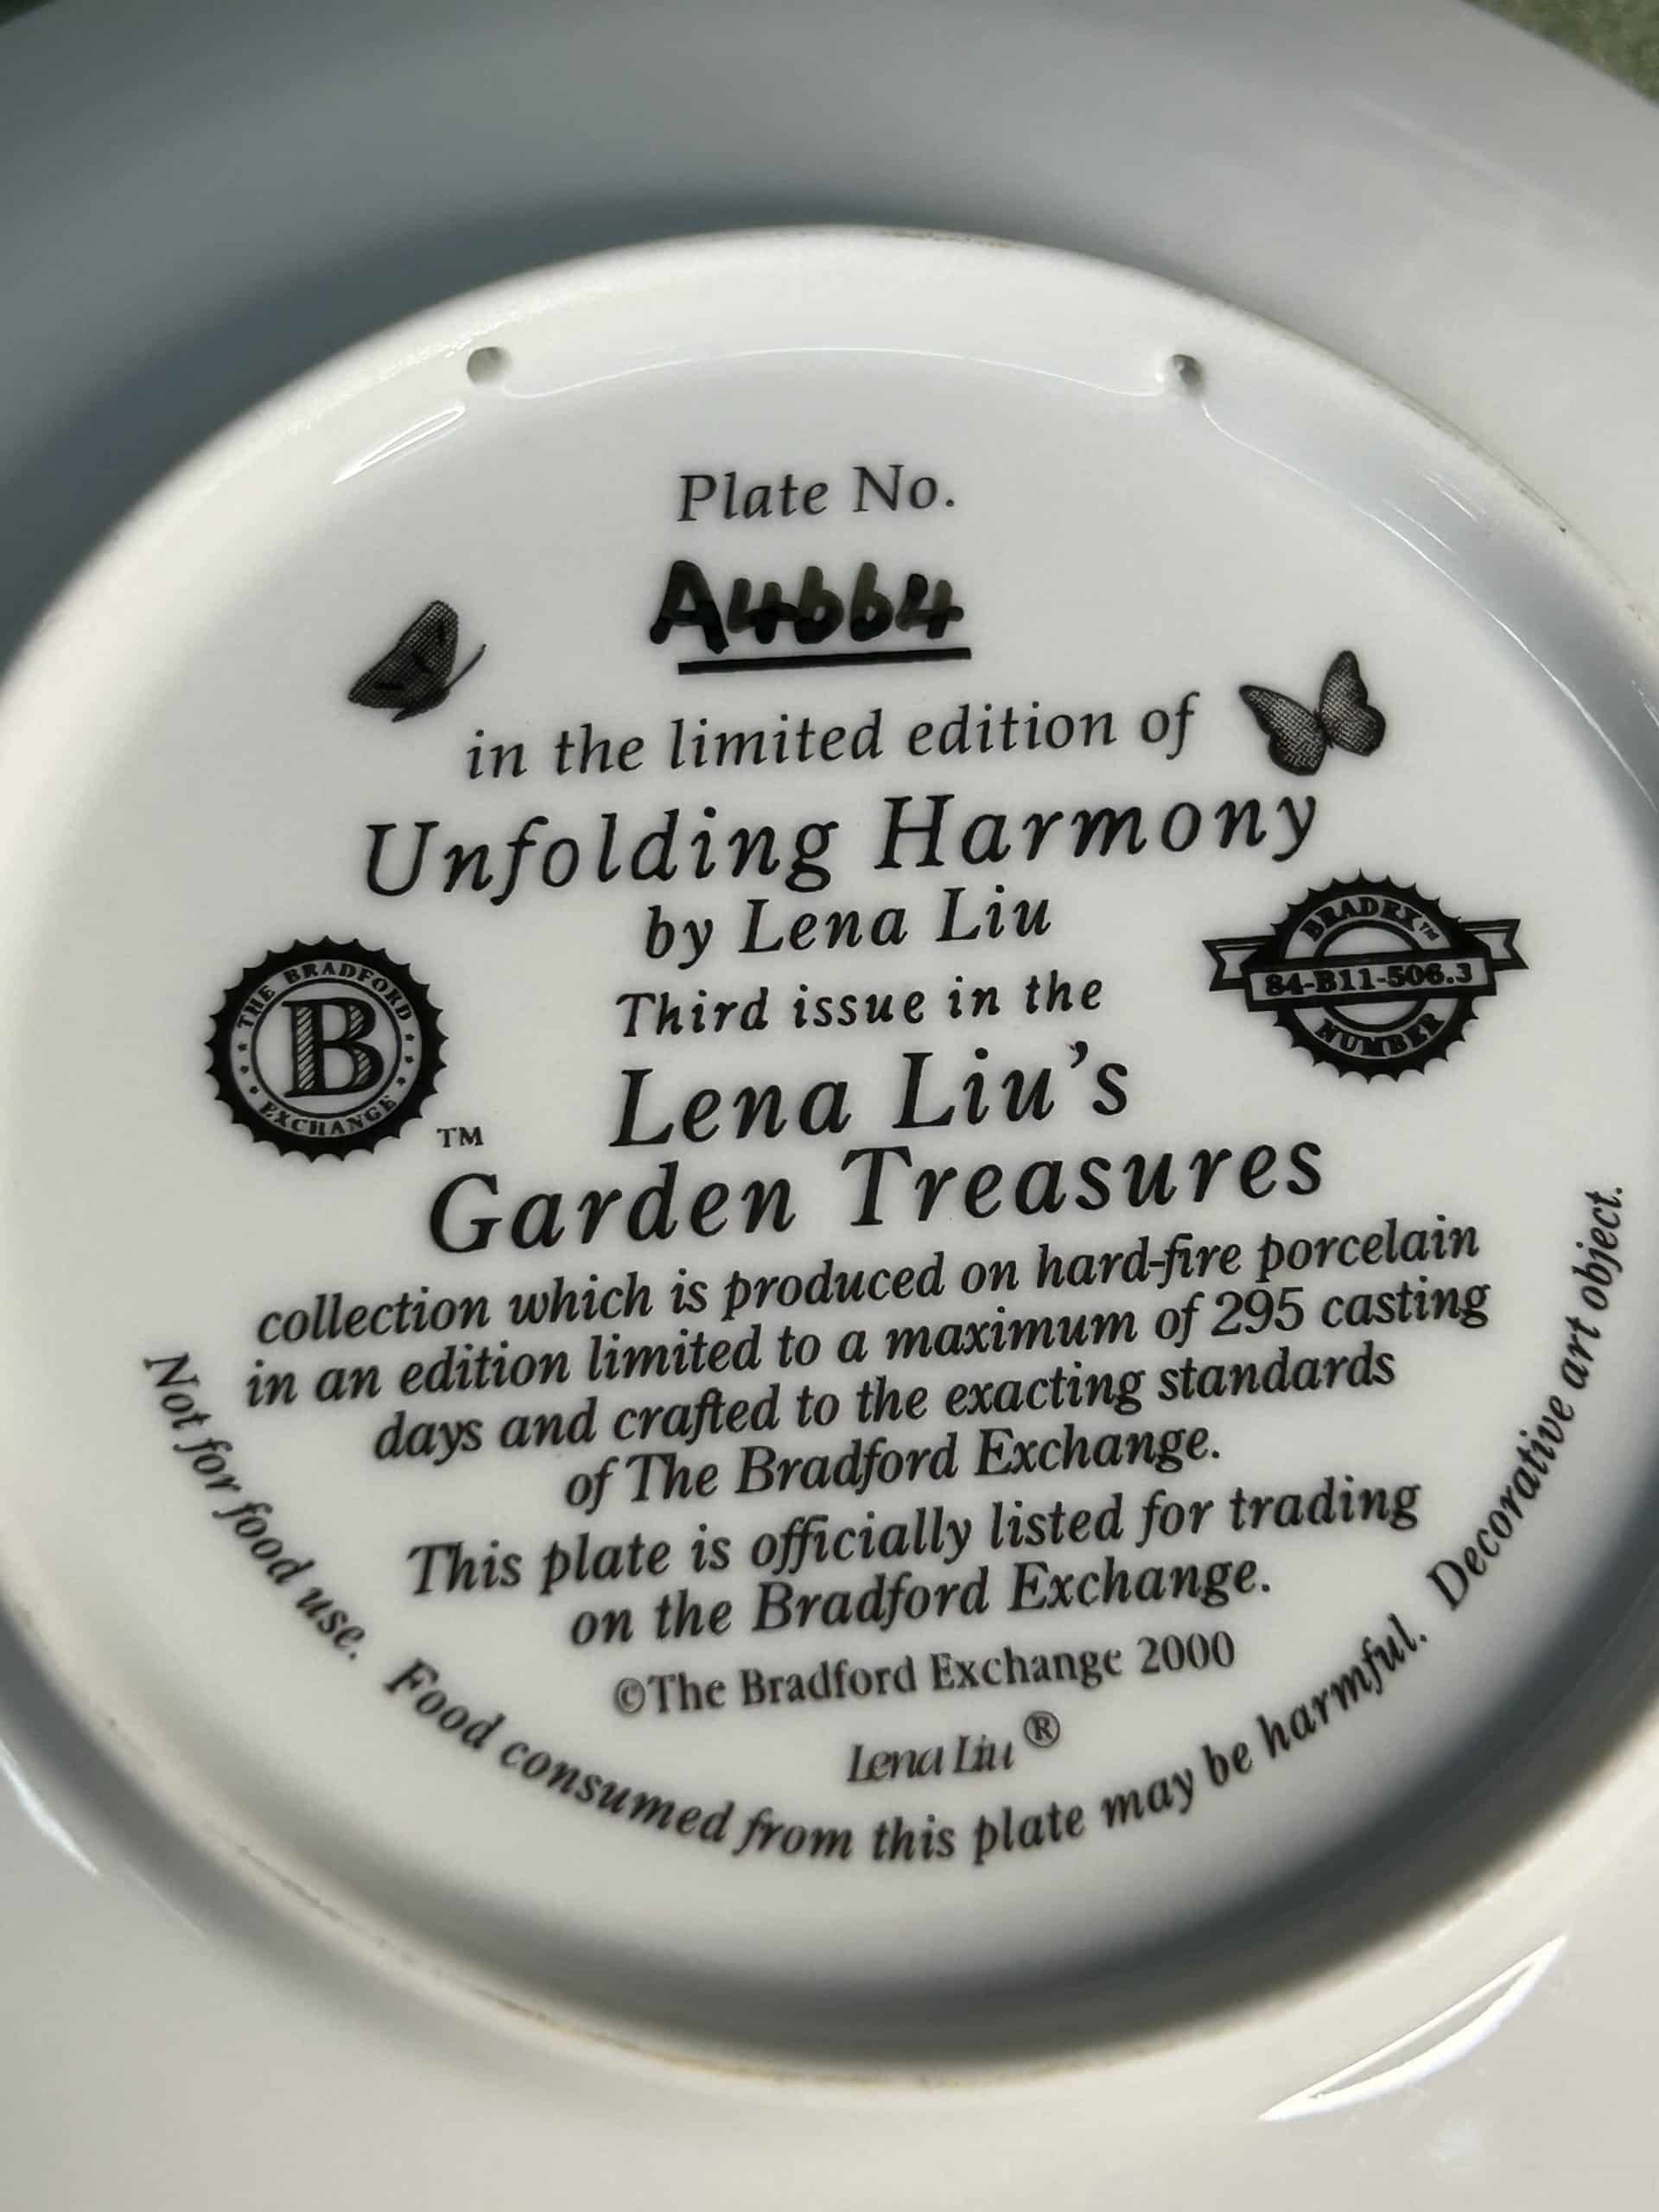 Plate No.
A4664
in the limited edition of
Unfolding Harmony
by Lena Liu
Third issue in the
Lena Liu's
Garden Treasures
collection which is produced on hard-fire porcelain
in an edition limited to a maximum of 295 casting
days and crafted to the exacting standards
of The Bradford Exchange.
This plate is officially listed for trading
on the Bradford Exchange.
©The Bradford Exchange 2000
Lena Liu ®
THE BRADFORD
B
EXCHANGE
TM
BRADEX™
84-B11-506.3
NUMBER
Not for food use. Food consumed from this plate may be harmful. Decorative art object.